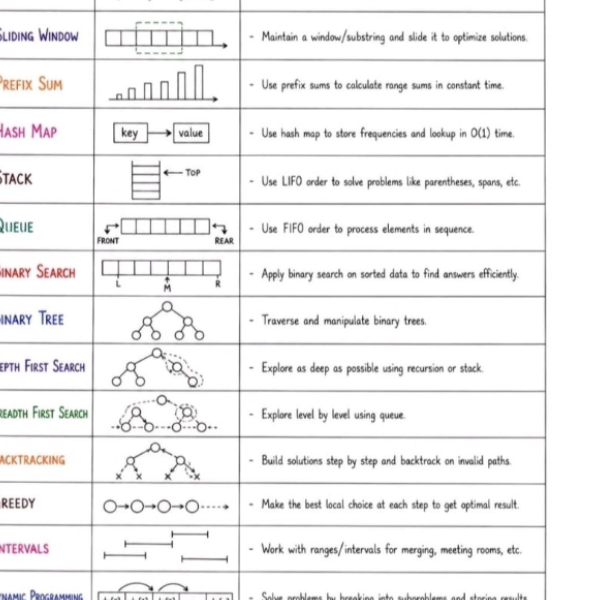 SLIDING WINDOW
- Maintain a window/substring and slide it to optimize solutions.
PREFIX SUM
- Use prefix sums to calculate range sums in constant time.
HASH MAP
key
value
- Use hash map to store frequencies and lookup in O(1) time.
STACK
TOP
- Use LIFO order to solve problems like parentheses, spans, etc.
QUEUE
FRONT
REAR
- Use FIFO order to process elements in sequence.
BINARY SEARCH
L
M
R
- Apply binary search on sorted data to find answers efficiently.
INARY TREE
- Traverse and manipulate binary trees.
EPTH FIRST SEARCH
- Explore as deep as possible using recursion or stack.
READTH FIRST SEARCH
- Explore level by level using queue.
ACKTRACKING
- Build solutions step by step and backtrack on invalid paths.
REEDY
- Make the best local choice at each step to get optimal result.
NTERVALS
- Work with ranges/intervals for merging, meeting rooms, etc.
YNAMIC PROGRAMMING
- Solve problems by breaking into subproblems and storing results.